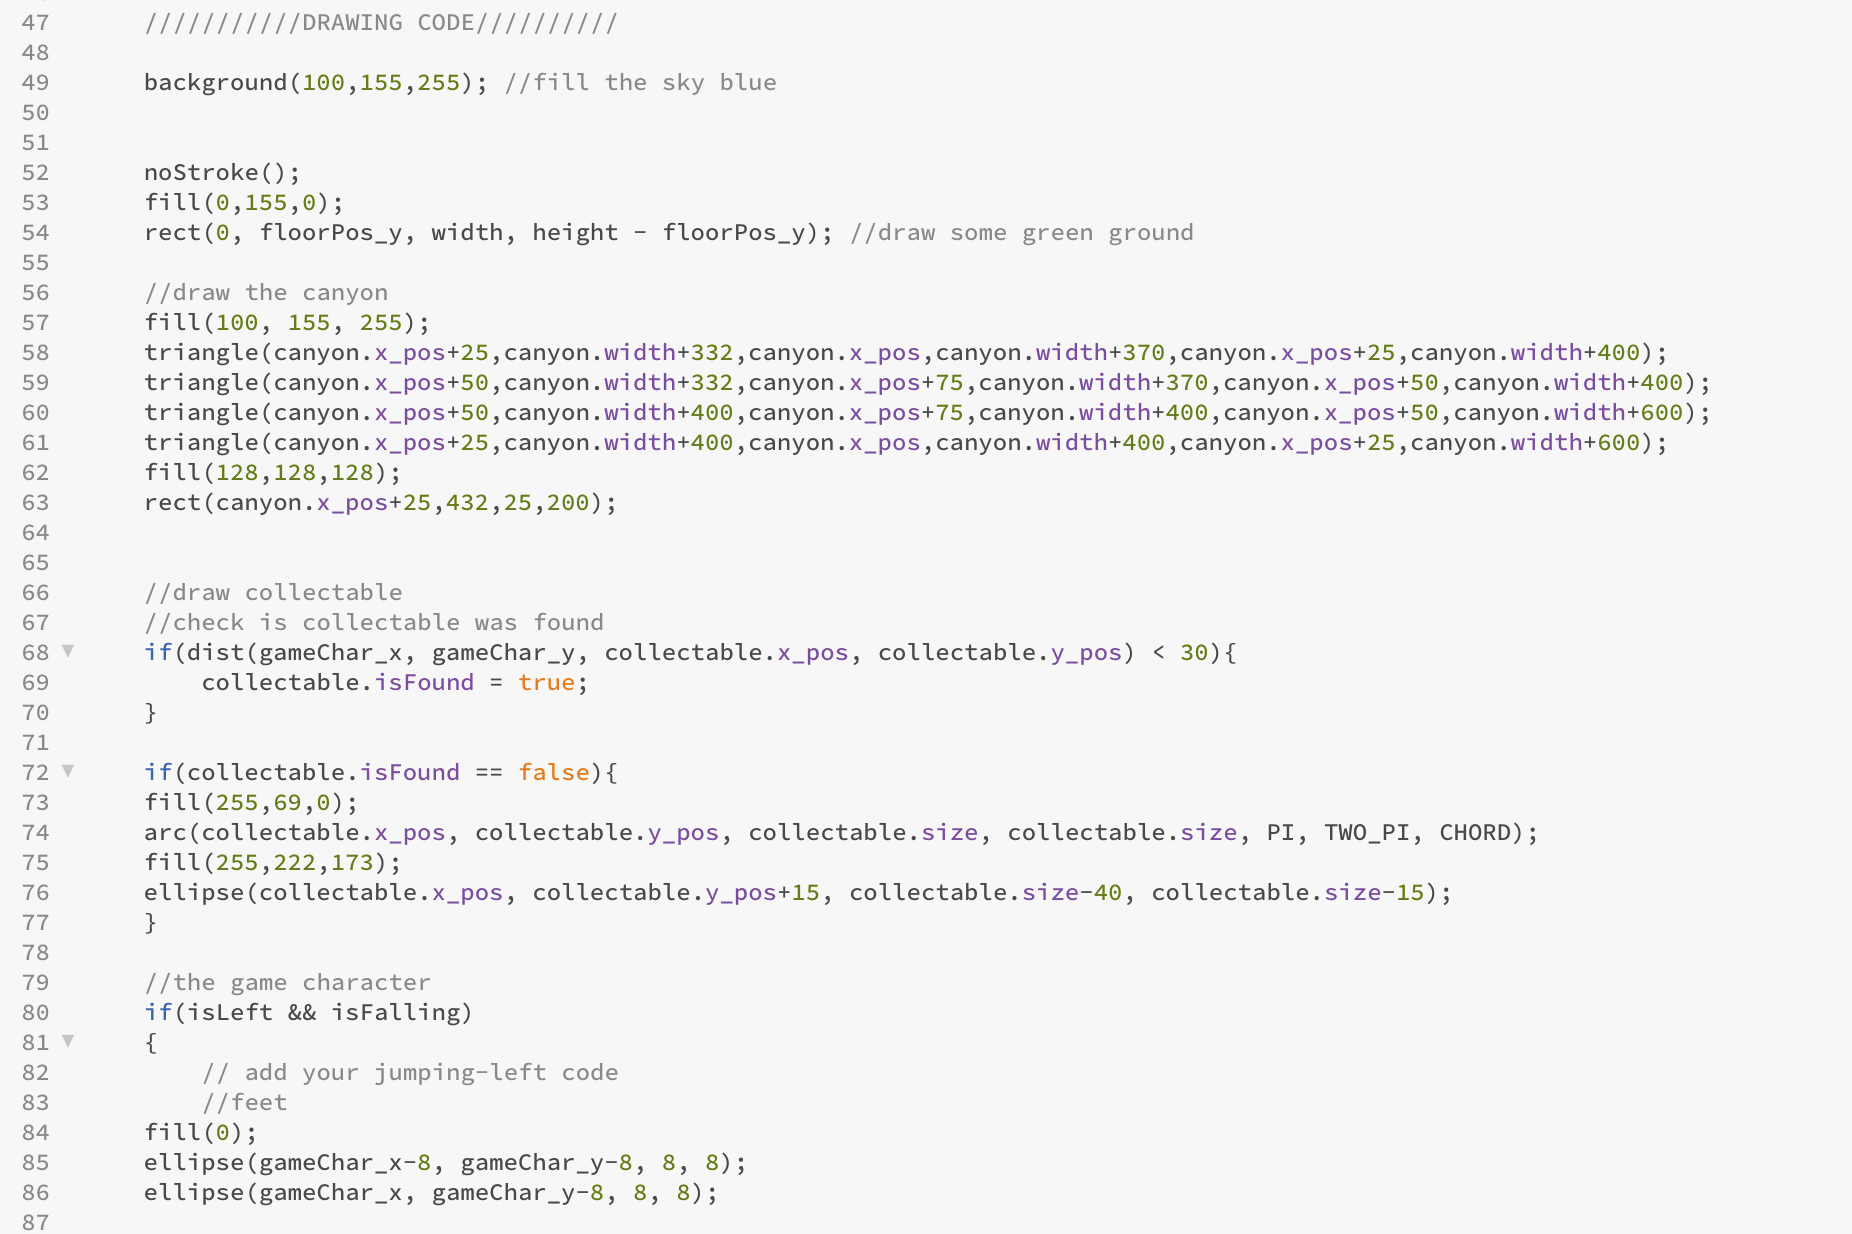 47 ///////////DRAWING CODE//////////
48
49 background(100,155,255); //fill the sky blue
50
51
52 noStroke();
53 fill(0,155,0);
54 rect(0, floorPos_y, width, height - floorPos_y); //draw some green ground
55
56 //draw the canyon
57 fill(100, 155, 255);
58 triangle(canyon.x_pos+25,canyon.width+332,canyon.x_pos,canyon.width+370,canyon.x_pos+25,canyon.width+400);
59 triangle(canyon.x_pos+50,canyon.width+332,canyon.x_pos+75,canyon.width+370,canyon.x_pos+50,canyon.width+400);
60 triangle(canyon.x_pos+50,canyon.width+400,canyon.x_pos+75,canyon.width+400,canyon.x_pos+50,canyon.width+600);
61 triangle(canyon.x_pos+25,canyon.width+400,canyon.x_pos,canyon.width+400,canyon.x_pos+25,canyon.width+600);
62 fill(128,128,128);
63 rect(canyon.x_pos+25,432,25,200);
64
65
66 //draw collectable
67 //check is collectable was found
68 if(dist(gameChar_x, gameChar_y, collectable.x_pos, collectable.y_pos) < 30){
69 collectable.isFound = true;
70 }
71
72 if(collectable.isFound == false){
73 fill(255,69,0);
74 arc(collectable.x_pos, collectable.y_pos, collectable.size, collectable.size, PI, TWO_PI, CHORD);
75 fill(255,222,173);
76 ellipse(collectable.x_pos, collectable.y_pos+15, collectable.size-40, collectable.size-15);
77 }
78
79 //the game character
80 if(isLeft && isFalling)
81 {
82 // add your jumping-left code
83 //feet
84 fill(0);
85 ellipse(gameChar_x-8, gameChar_y-8, 8, 8);
86 ellipse(gameChar_x, gameChar_y-8, 8, 8);
87